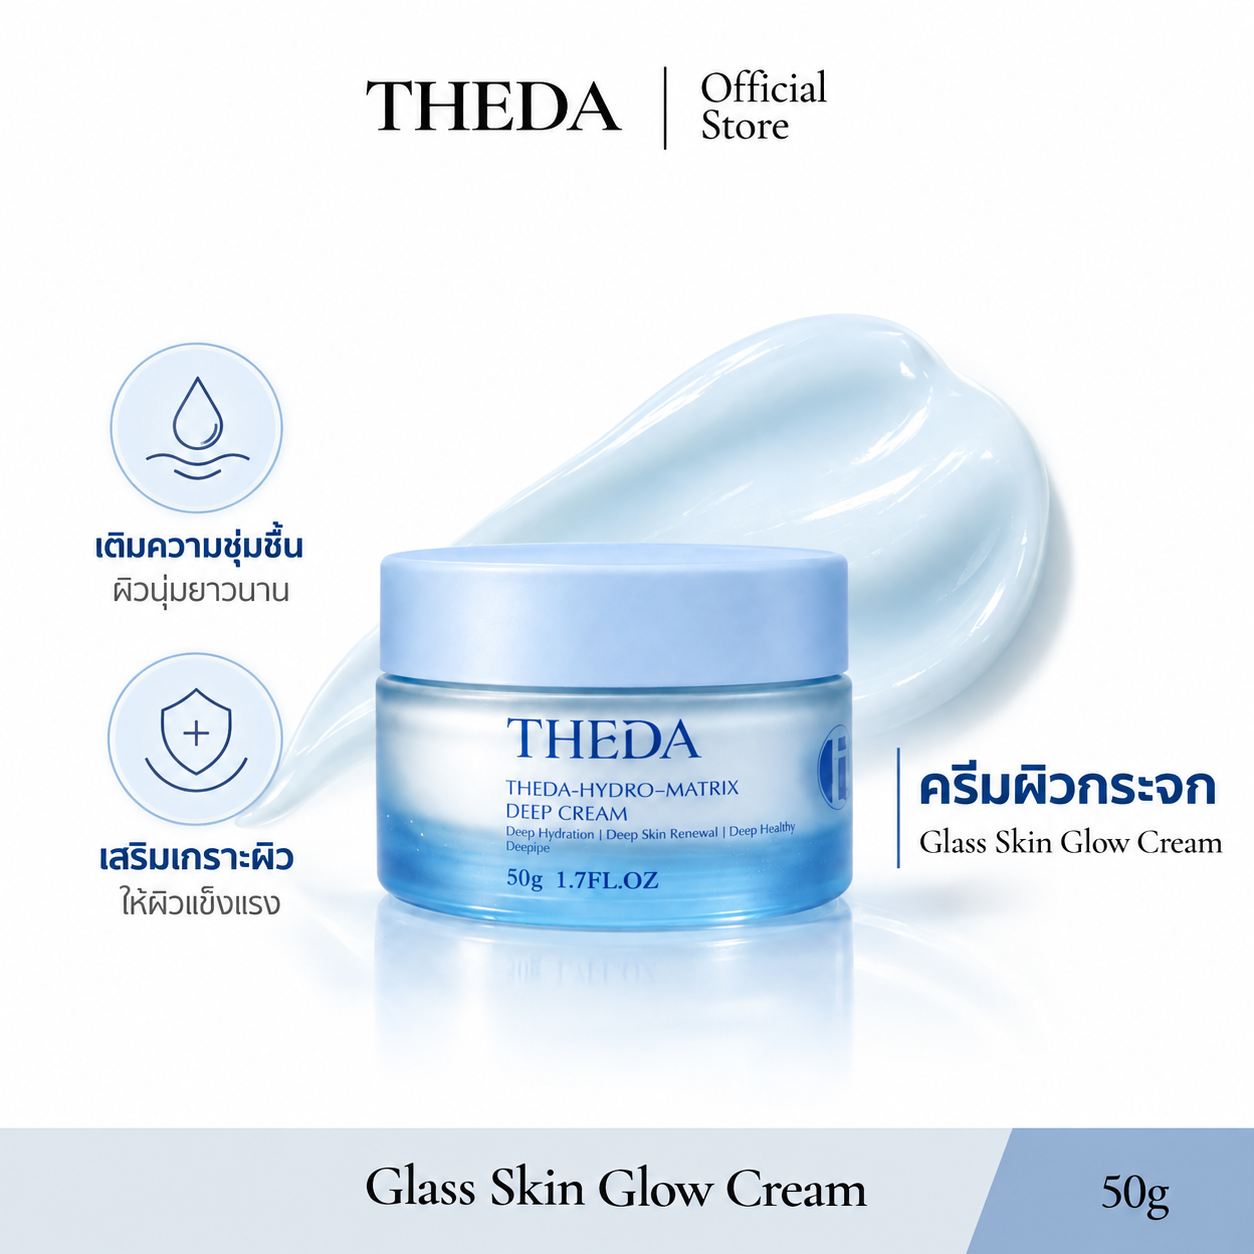 THEDA
Official
Store
เติมความชุ่มชื้น
ผิวนุ่มยาวนาน
เสริมเกราะผิว
ให้ผิวแข็งแรง
THEDA
THEDA-HYDRO-MATRIX
DEEP CREAM
Deep Hydration | Deep Skin Renewal | Deep Healthy
Deepipe
50g 1.7FL.OZ
ครีมผิวกระจก
Glass Skin Glow Cream
Glass Skin Glow Cream
50g